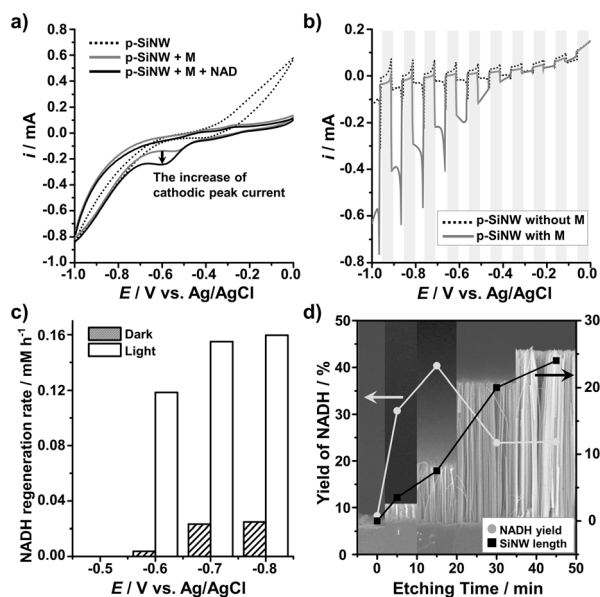 a)
p-SiNW
p-SiNW + M
p-SiNW + M + NAD
The increase of
cathodic peak current
0.8
0.6
0.4
0.2
0.0
-0.2
-0.4
-0.6
-0.8
-1.0
i / mA
-1.0 -0.8 -0.6 -0.4 -0.2 0.0
E / V vs. Ag/AgCl
b)
0.2
0.0
-0.2
-0.4
-0.6
0.8
i / mA
p-SiNW without M
p-SiNW with M
-1.0 -0.8 -0.6 -0.4 -0.2 0.0
E / V vs. Ag/AgCl
c)
Dark
Light
0.16
0.12
0.08
0.04
0.00
NADH regeneration rate / mM h⁻¹
-0.5 -0.6 -0.7 -0.8
E / V vs. Ag/AgCl
d)
50
45
40
35
30
25
20
15
10
5
0
Yield of NADH / %
30
25
20
15
10
5
0
NADH yield
SiNW length
0 10 20 30 40 50
Etching Time / min